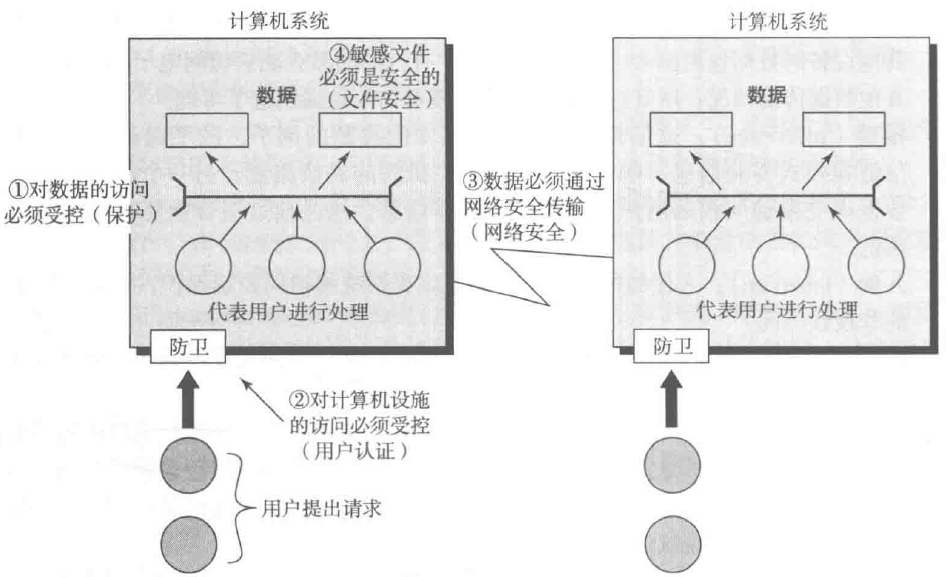 计算机系统
④敏感文件
必须是安全的
（文件安全）
数据
①对数据的访问
必须受控（保护
代表用户进行处理
防卫
②对计算机设施
的访问必须受控
（用户认证）
用户提出请求
③数据必须通过
网络安全传输
（网络安全）
计算机系统
数据
代表用户进行处理
防卫